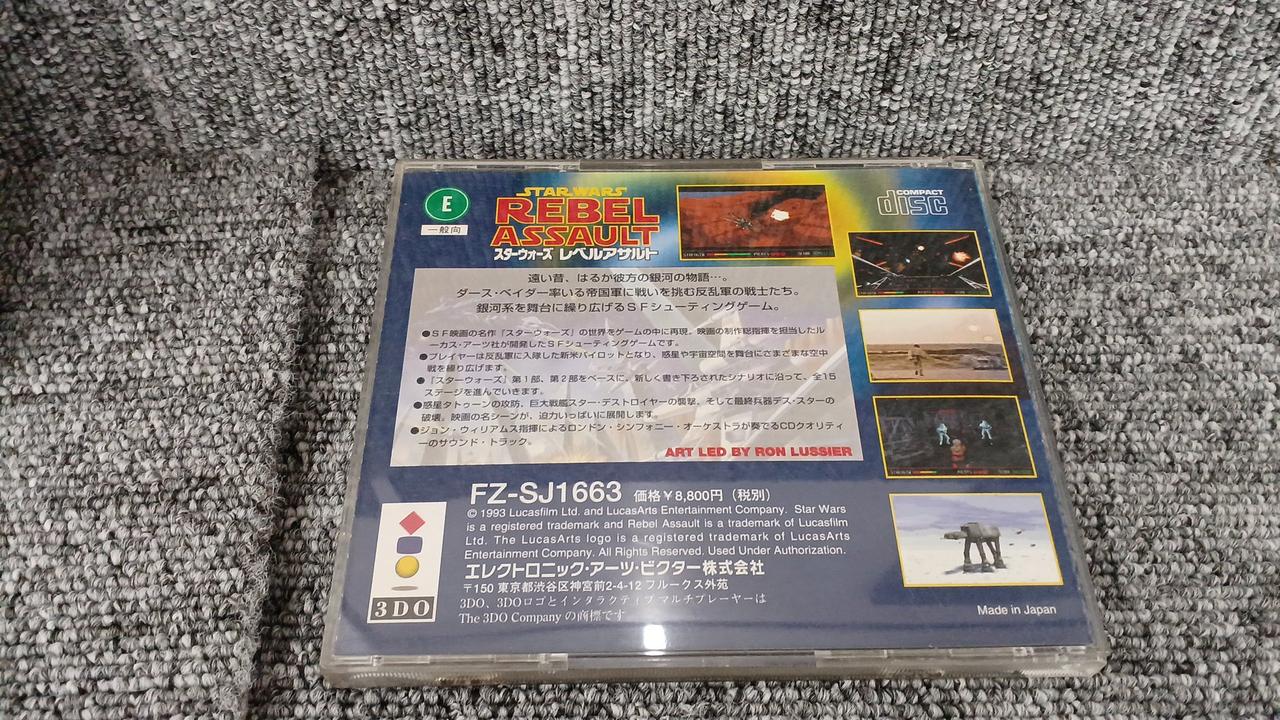 E
一般向
STAR WARS
REBEL
ASSAULT
スターウォーズ レベルアサルト
COMPACT
disc
遠い昔、はるか彼方の銀河の物語…。
ダース・ベイダー率いる帝国軍に戦いを挑む反乱軍の戦士たち。
銀河系を舞台に繰り広げるSFシューティングゲーム。
●SF映画の名作『スターウォーズ』の世界をゲームの中に再現。映画の制作総指揮を担当したル
ーカス・アーツ社が開発したSFシューティングゲームです。
●プレイヤーは反乱軍に入隊した新米パイロットとなり、惑星や宇宙空間を舞台にさまざまな空中
戦を繰り広げます。
●『スターウォーズ』第1部、第2部をベースに、新しく書き下ろされたシナリオに沿って、全15
ステージを進んでいきます。
●惑星タトゥーンの攻防、巨大戦艦スター・デストロイヤーの襲撃、そして最終兵器デス・スターの
破壊。映画の名シーンが、迫力いっぱいに展開します。
●ジョン・ウィリアムス指揮によるロンドン・シンフォニー・オーケストラが奏でるCDクオリティ
ーのサウンド・トラック。
ART LED BY RON LUSSIER
FZ-SJ1663 価格¥8,800円(税別)
© 1993 Lucasfilm Ltd. and LucasArts Entertainment Company. Star Wars
is a registered trademark and Rebel Assault is a trademark of Lucasfilm
Ltd. The LucasArts logo is a registered trademark of LucasArts
Entertainment Company. All Rights Reserved. Used Under Authorization.
エレクトロニック・アーツ・ビクター株式会社
〒150 東京都渋谷区神宮前2-4-12 フルークス外苑
3DO、3DOロゴとインタラクティブマルチプレーヤーは
The 3DO Company の商標です
3DO
Made in Japan